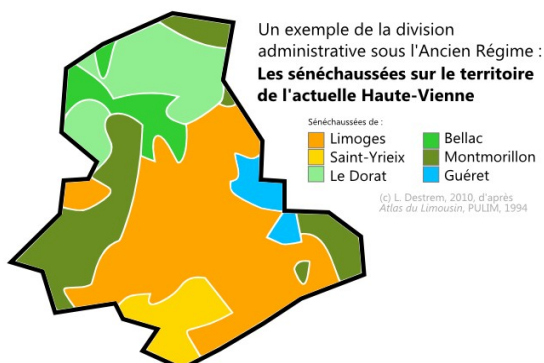 Un exemple de la division
administrative sous l'Ancien Régime :
Les sénéchaussées sur le territoire
de l'actuelle Haute-Vienne
Sénéchaussées de :
Limoges
Saint-Yrieix
Le Dorat
Bellac
Montmorillon
Guéret
(c) L. Destrem, 2010, d'après
Atlas du Limousin, PULIM, 1994